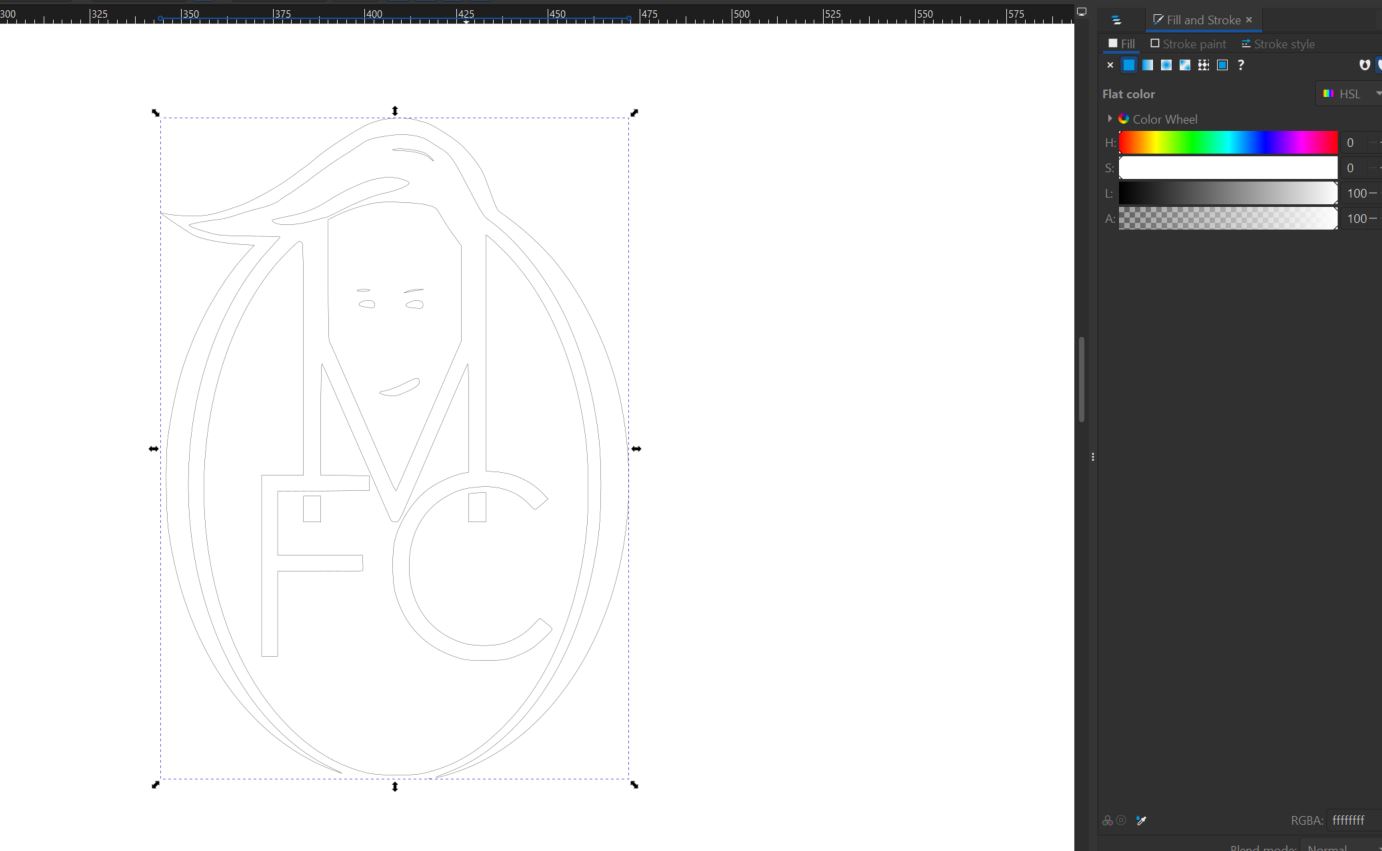 300 325 350 375 400 425 450 475 500 525 550 575
Fill and Stroke ×
Fill Stroke paint Stroke style
?
Flat color HSL
Color Wheel
H: 0
S: 0
L: 100
A: 100
FC
RGBA: ffffffff
Blend mode: Normal